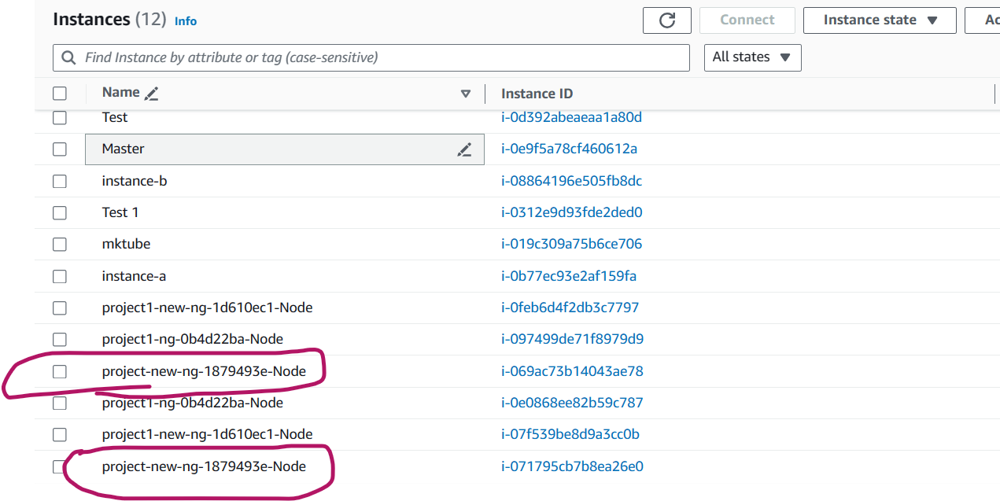 Instances (12) Info Connect Instance state
Find Instance by attribute or tag (case-sensitive) All states
Name Instance ID
Test i-0d392abeaeaa1a80d
Master i-0e9f5a78cf460612a
instance-b i-08864196e505fb8dc
Test 1 i-0312e9d93fde2ded0
mktube i-019c309a75b6ce706
instance-a i-0b77ec93e2af159fa
project1-new-ng-1d610ec1-Node i-0feb6d4f2db3c7797
project1-ng-0b4d22ba-Node i-097499de71f8979d9
project-new-ng-1879493e-Node i-069ac73b14043ae78
project1-ng-0b4d22ba-Node i-0e0868ee82b59c787
project1-new-ng-1d610ec1-Node i-07f539be8d9a3cc0b
project-new-ng-1879493e-Node i-071795cb7b8ea26e0